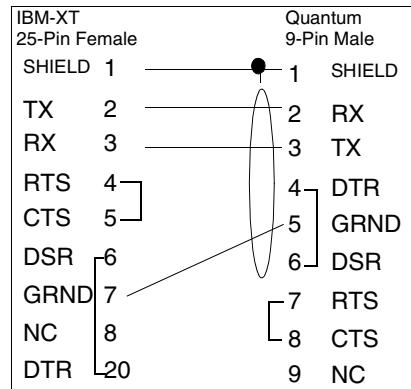 IBM-XT Quantum
25-Pin Female 9-Pin Male
SHIELD 1 1 SHIELD
TX 2 2 RX
RX 3 3 TX
RTS 4 4 DTR
CTS 5 5 GRND
DSR 6 6 DSR
GRND 7 7 RTS
NC 8 8 CTS
DTR 20 9 NC